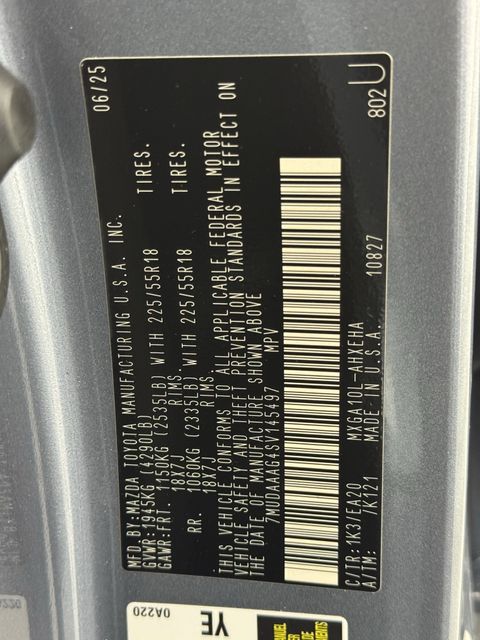 MFD.BY:MAZDA TOYOTA MANUFACTURING U.S.A. INC. 06/25
GVWR:1945KG (4290LB)
GAWR:FRT. 1150KG (2535LB) WITH 225/55R18 TIRES.
18X7J RIMS.
RR. 1060KG (2335LB) WITH 225/55R18 TIRES.
18X7J RIMS.
THIS VEHICLE CONFORMS TO ALL APPLICABLE FEDERAL MOTOR
VEHICLE SAFETY AND THEFT PREVENTION STANDARDS IN EFFECT ON
THE DATE OF MANUFACTURE SHOWN ABOVE
7MUDAAAG4SV145497 MPV
C/TR:1K3/EA20 MXGA10L-AHXEHA
A/TM: /K121 MADE IN U.S.A. 10827
802U
0A220
YE